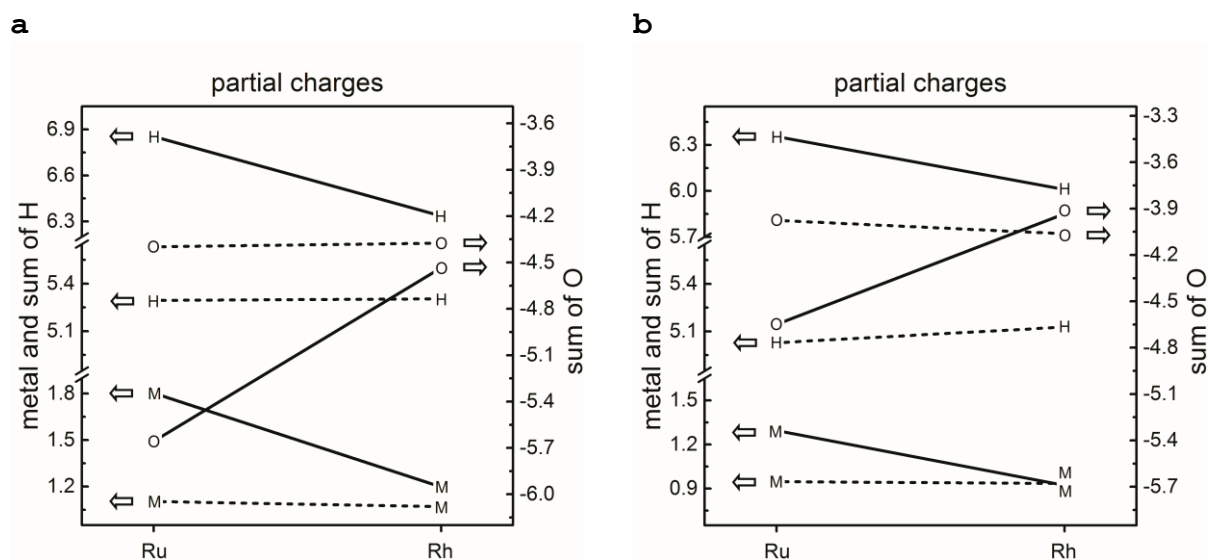 a
partial charges
metal and sum of H
6.9
6.6
6.3
5.4
5.1
1.8
1.5
1.2
H
H
O
O
O
H
H
M
O
M
M
M
-3.6
-3.9
-4.2
-4.5
-4.8
-5.1
-5.4
-5.7
-6.0
sum of O
Ru
Rh
b
partial charges
metal and sum of H
6.3
6.0
5.7
5.4
5.1
1.5
1.2
0.9
H
H
O
O
O
O
H
H
M
M
M
M
-3.3
-3.6
-3.9
-4.2
-4.5
-4.8
-5.1
-5.4
-5.7
sum of O
Ru
Rh